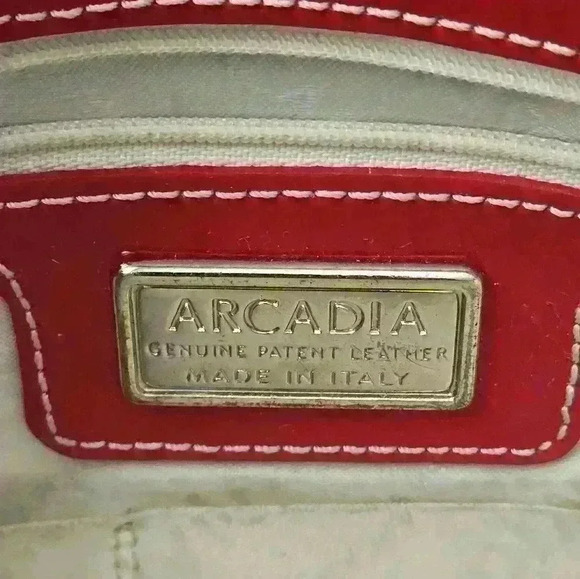 ARCADIA
GENUINE PATENT LEATHER
MADE IN ITALY